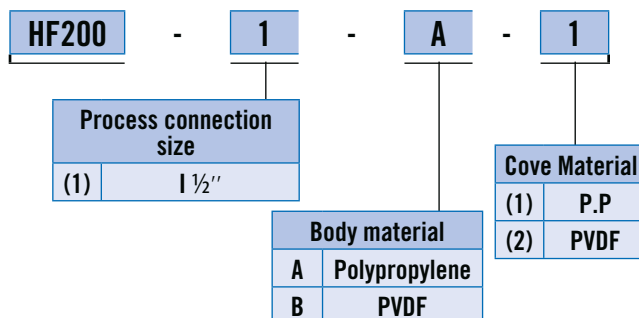 HF200 - 1 - A - 1
Process connection
size
(1) I ½’’
Cove Material
(1) P.P
(2) PVDF
Body material
A Polypropylene
B PVDF